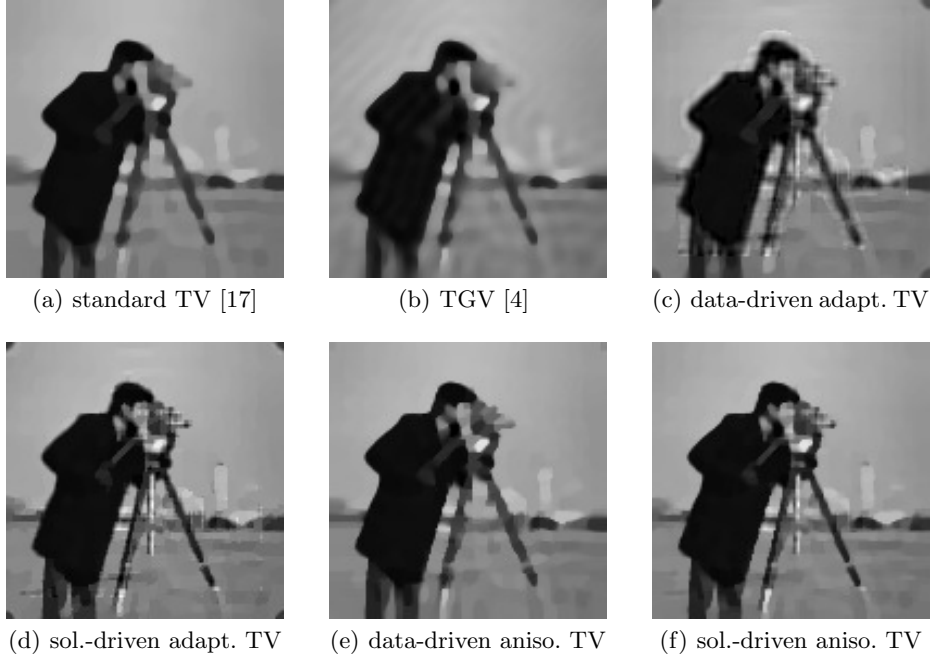 (a) standard TV [17]
(b) TGV [4]
(c) data-driven adapt. TV
(d) sol.-driven adapt. TV
(e) data-driven aniso. TV
(f) sol.-driven aniso. TV